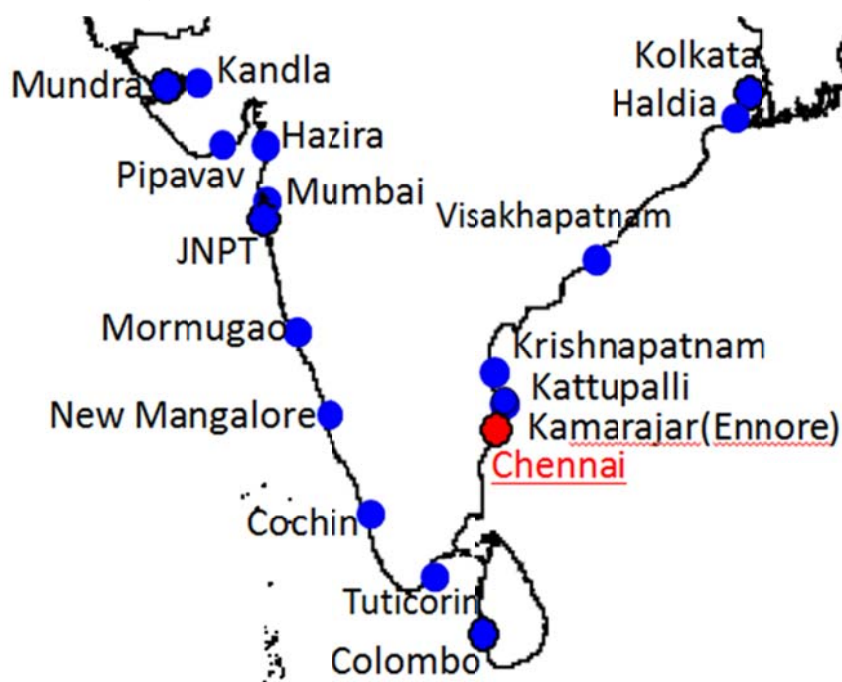 Kolkata
Kandla
Mundra
Haldia
Hazira
Pipavav
Mumbai
Visakhapatnam
JNPT
Mormugao
Krishnapatnam
Kattupalli
New Mangalore
Kamarajar(Ennore)
Chennai
Cochin
Tuticorin
Colombo